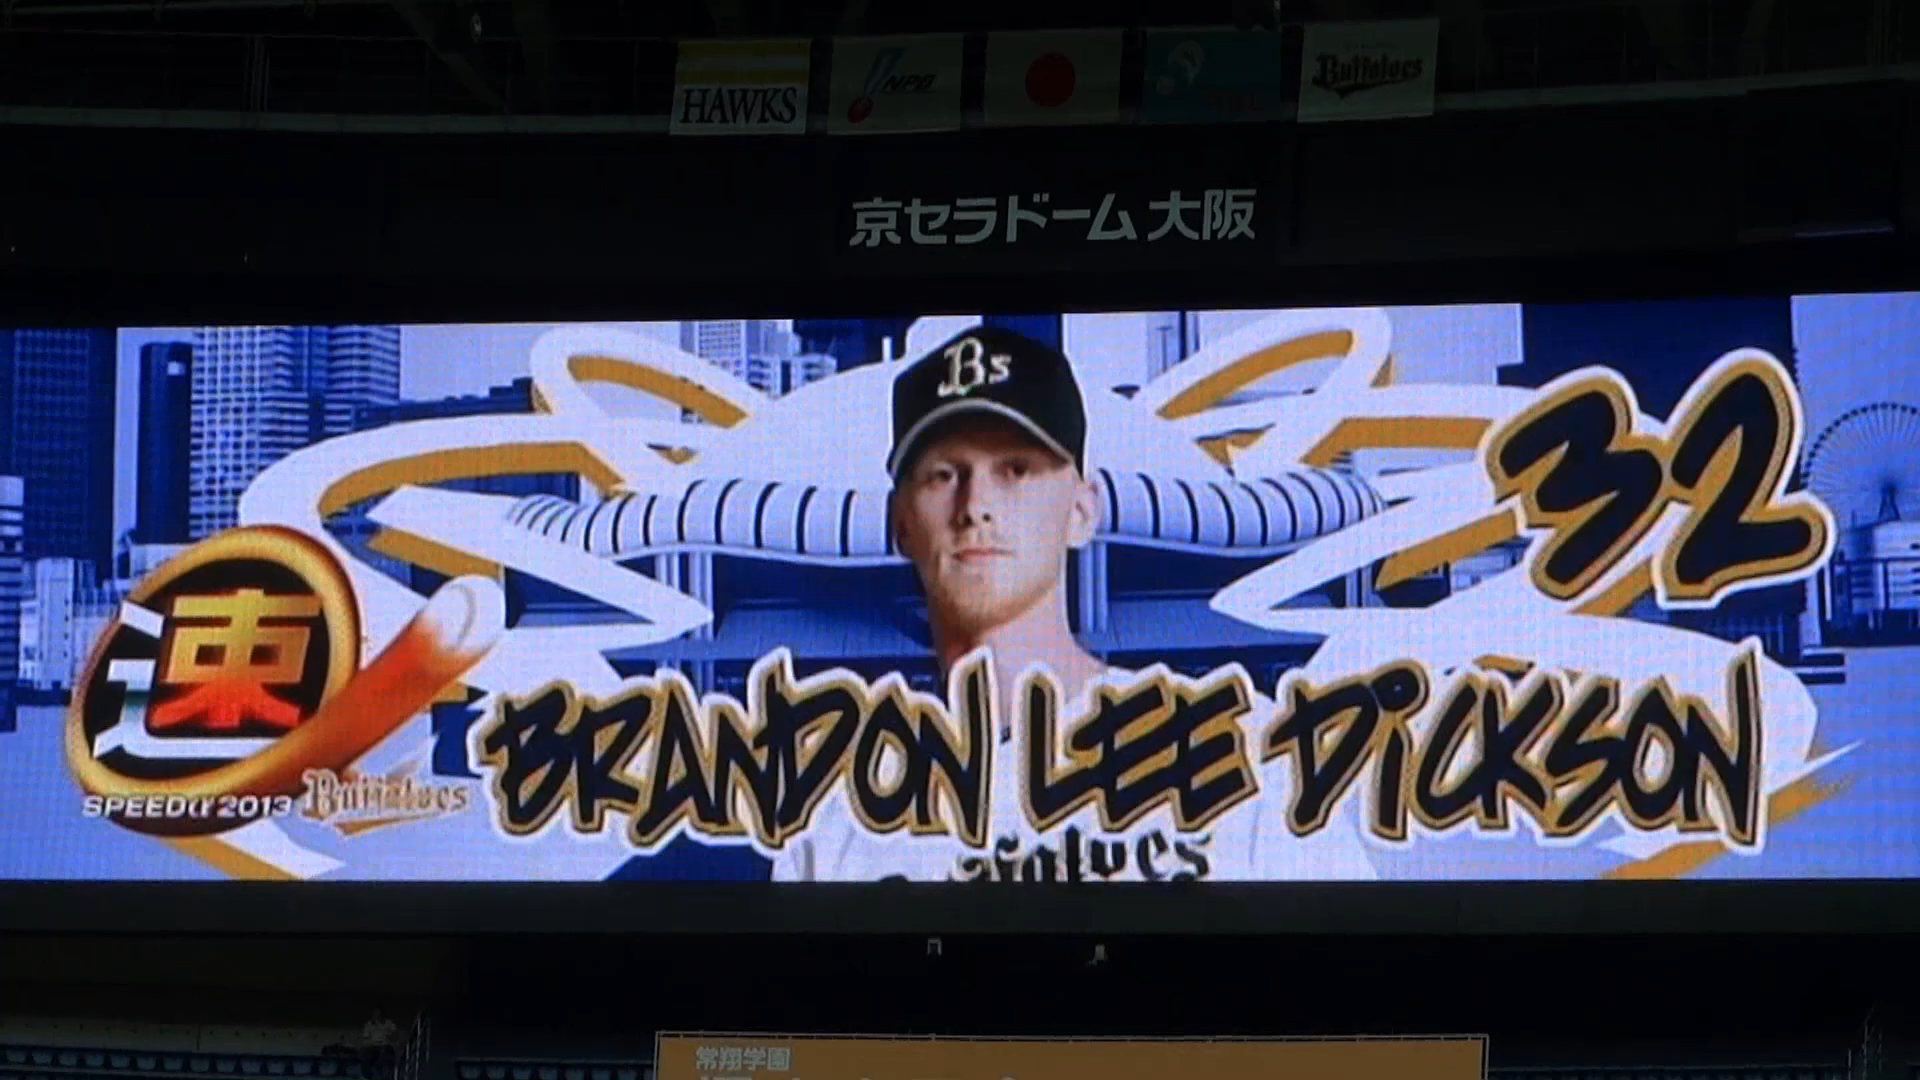 HAWKS
NPB
Buffaloes
京セラドーム 大阪
Bs
32
速
BRANDON LEE DiCKSON
SPEEDα 2013 Buffaloes
常翔学園